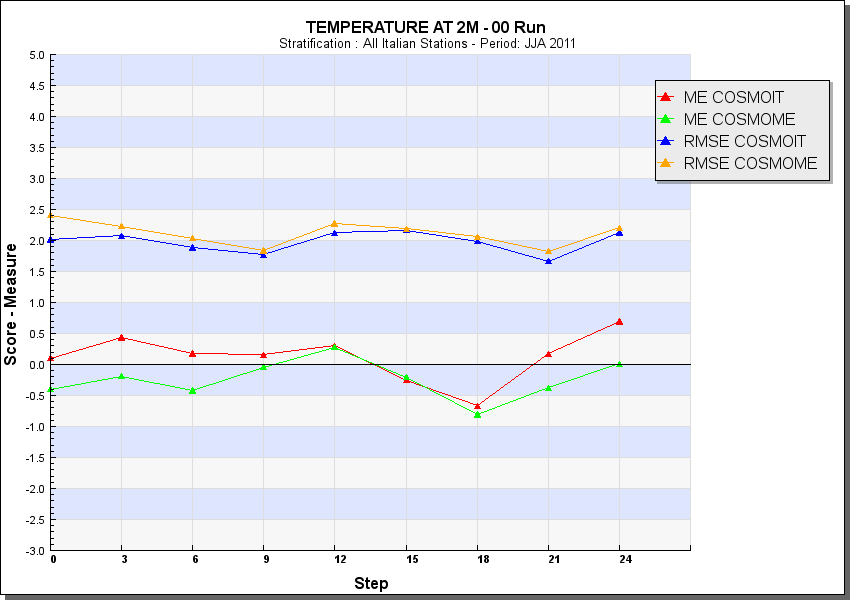 TEMPERATURE AT 2M - 00 Run
Stratification : All Italian Stations - Period: JJA 2011
ME COSMOIT
ME COSMOME
RMSE COSMOIT
RMSE COSMOME
Score - Measure
5.0
4.5
4.0
3.5
3.0
2.5
2.0
1.5
1.0
0.5
0.0
-0.5
-1.0
-1.5
-2.0
-2.5
-3.0
0 3 6 9 12 15 18 21 24
Step